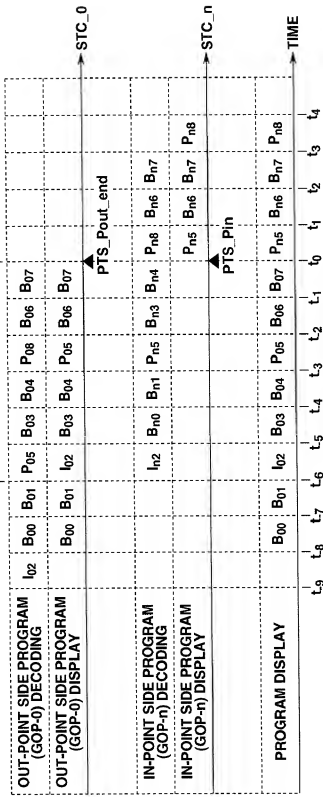 OUT-POINT SIDE PROGRAM
(GOP-0) DECODING
I02 B00 B01 P05 B03 B04 P08 B06 B07
OUT-POINT SIDE PROGRAM
(GOP-0) DISPLAY
B00 B01 I02 B03 B04 P05 B06 B07
STC_0
PTS_Pout_end
IN-POINT SIDE PROGRAM
(GOP-n) DECODING
In2 Bn0 Bn1 Pn5 Bn3 Bn4 Pn8 Bn6 Bn7
IN-POINT SIDE PROGRAM
(GOP-n) DISPLAY
Pn5 Bn6 Bn7 Pn8
STC_n
PTS_Pin
PROGRAM DISPLAY
B00 B01 I02 B03 B04 P05 B06 B07 Pn5 Bn6 Bn7 Pn8
TIME
t-9 t-8 t-7 t-6 t-5 t-4 t-3 t-2 t-1 t0 t1 t2 t3 t4